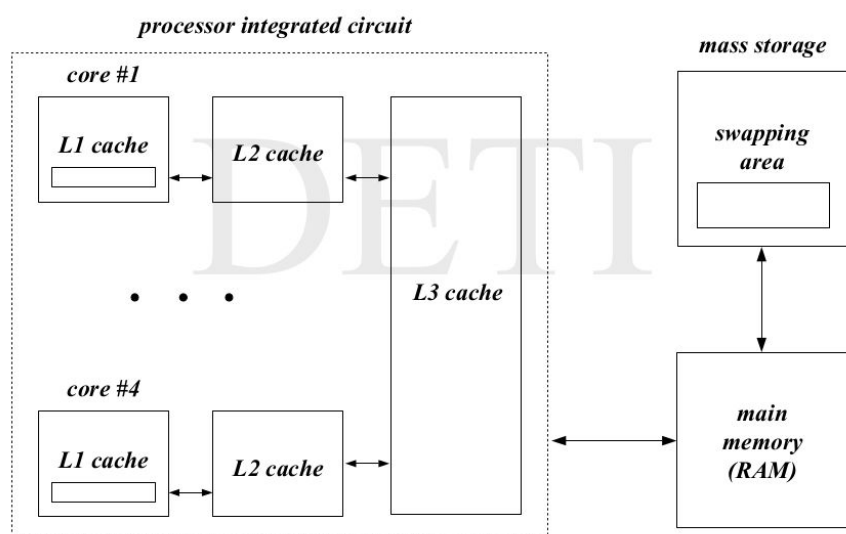 processor integrated circuit
mass storage
core #1
L1 cache
L2 cache
swapping
area
DETI
L3 cache
core #4
L1 cache
L2 cache
main
memory
(RAM)